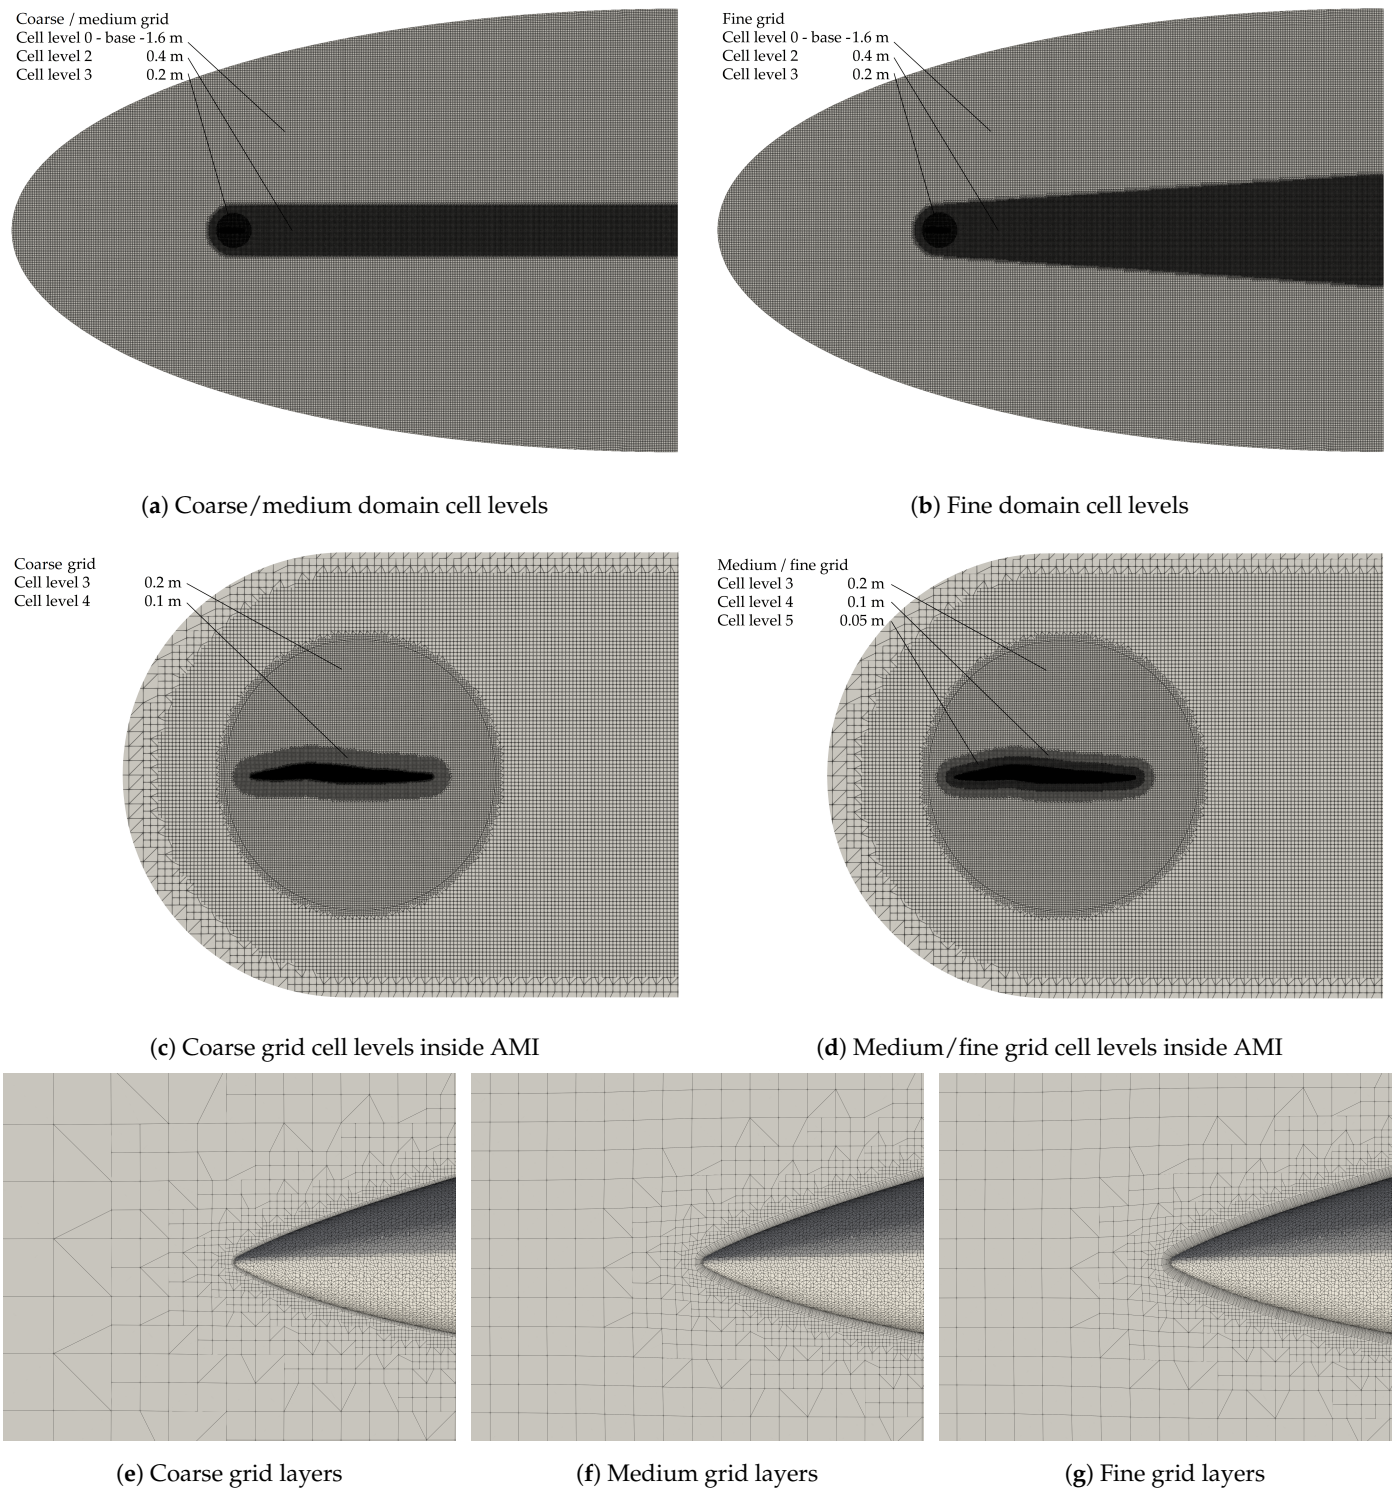 Coarse / medium grid
Cell level 0 - base -1.6 m
Cell level 2 0.4 m
Cell level 3 0.2 m
Fine grid
Cell level 0 - base -1.6 m
Cell level 2 0.4 m
Cell level 3 0.2 m
(a) Coarse/medium domain cell levels
(b) Fine domain cell levels
Coarse grid
Cell level 3 0.2 m
Cell level 4 0.1 m
Medium / fine grid
Cell level 3 0.2 m
Cell level 4 0.1 m
Cell level 5 0.05 m
(c) Coarse grid cell levels inside AMI
(d) Medium/fine grid cell levels inside AMI
(e) Coarse grid layers
(f) Medium grid layers
(g) Fine grid layers